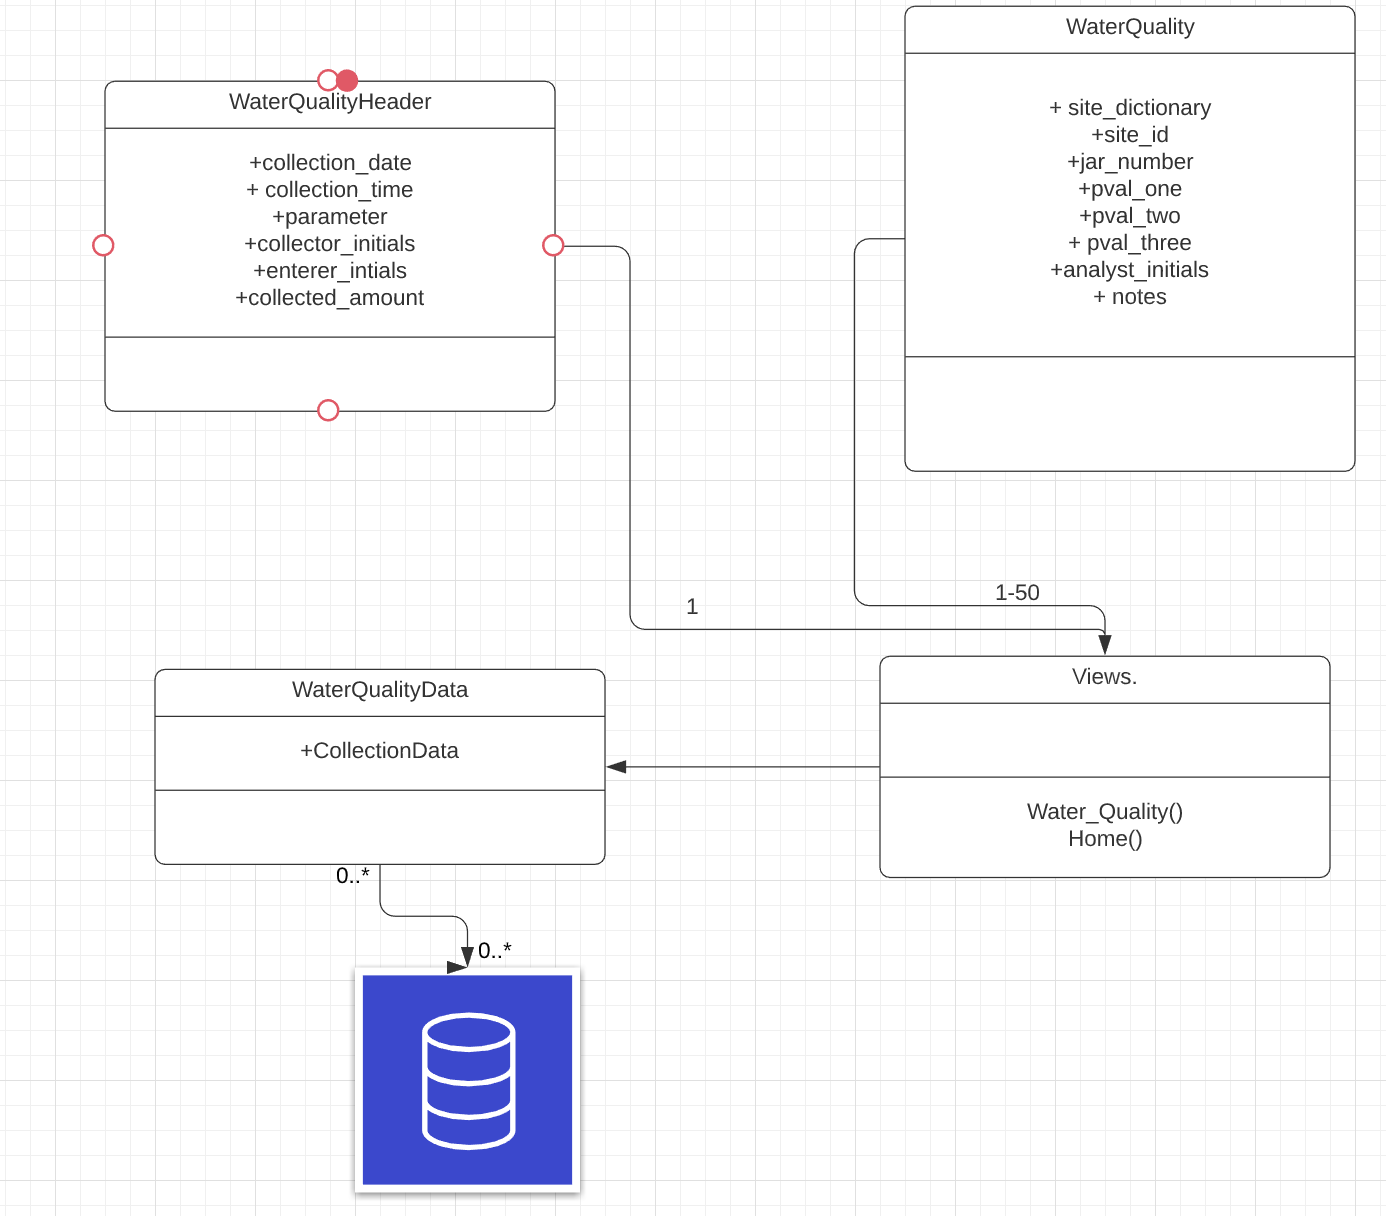 WaterQualityHeader
+collection_date
+ collection_time
+parameter
+collector_initials
+enterer_intials
+collected_amount
WaterQuality
+ site_dictionary
+site_id
+jar_number
+pval_one
+pval_two
+ pval_three
+analyst_initials
+ notes
1
1-50
WaterQualityData
+CollectionData
Views.
Water_Quality()
Home()
0..*
0..*